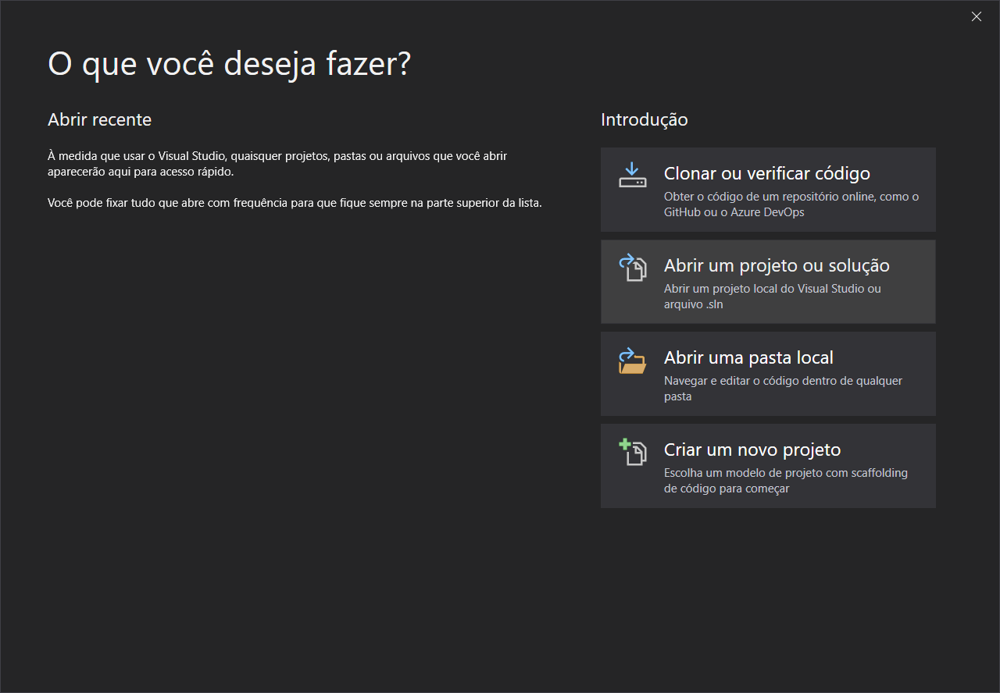 O que você deseja fazer?
Abrir recente
À medida que usar o Visual Studio, quaisquer projetos, pastas ou arquivos que você abrir
aparecerão aqui para acesso rápido.
Você pode fixar tudo que abre com frequência para que fique sempre na parte superior da lista.
Introdução
Clonar ou verificar código
Obter o código de um repositório online, como o
GitHub ou o Azure DevOps
Abrir um projeto ou solução
Abrir um projeto local do Visual Studio ou
arquivo .sln
Abrir uma pasta local
Navegar e editar o código dentro de qualquer
pasta
Criar um novo projeto
Escolha um modelo de projeto com scaffolding
de código para começar